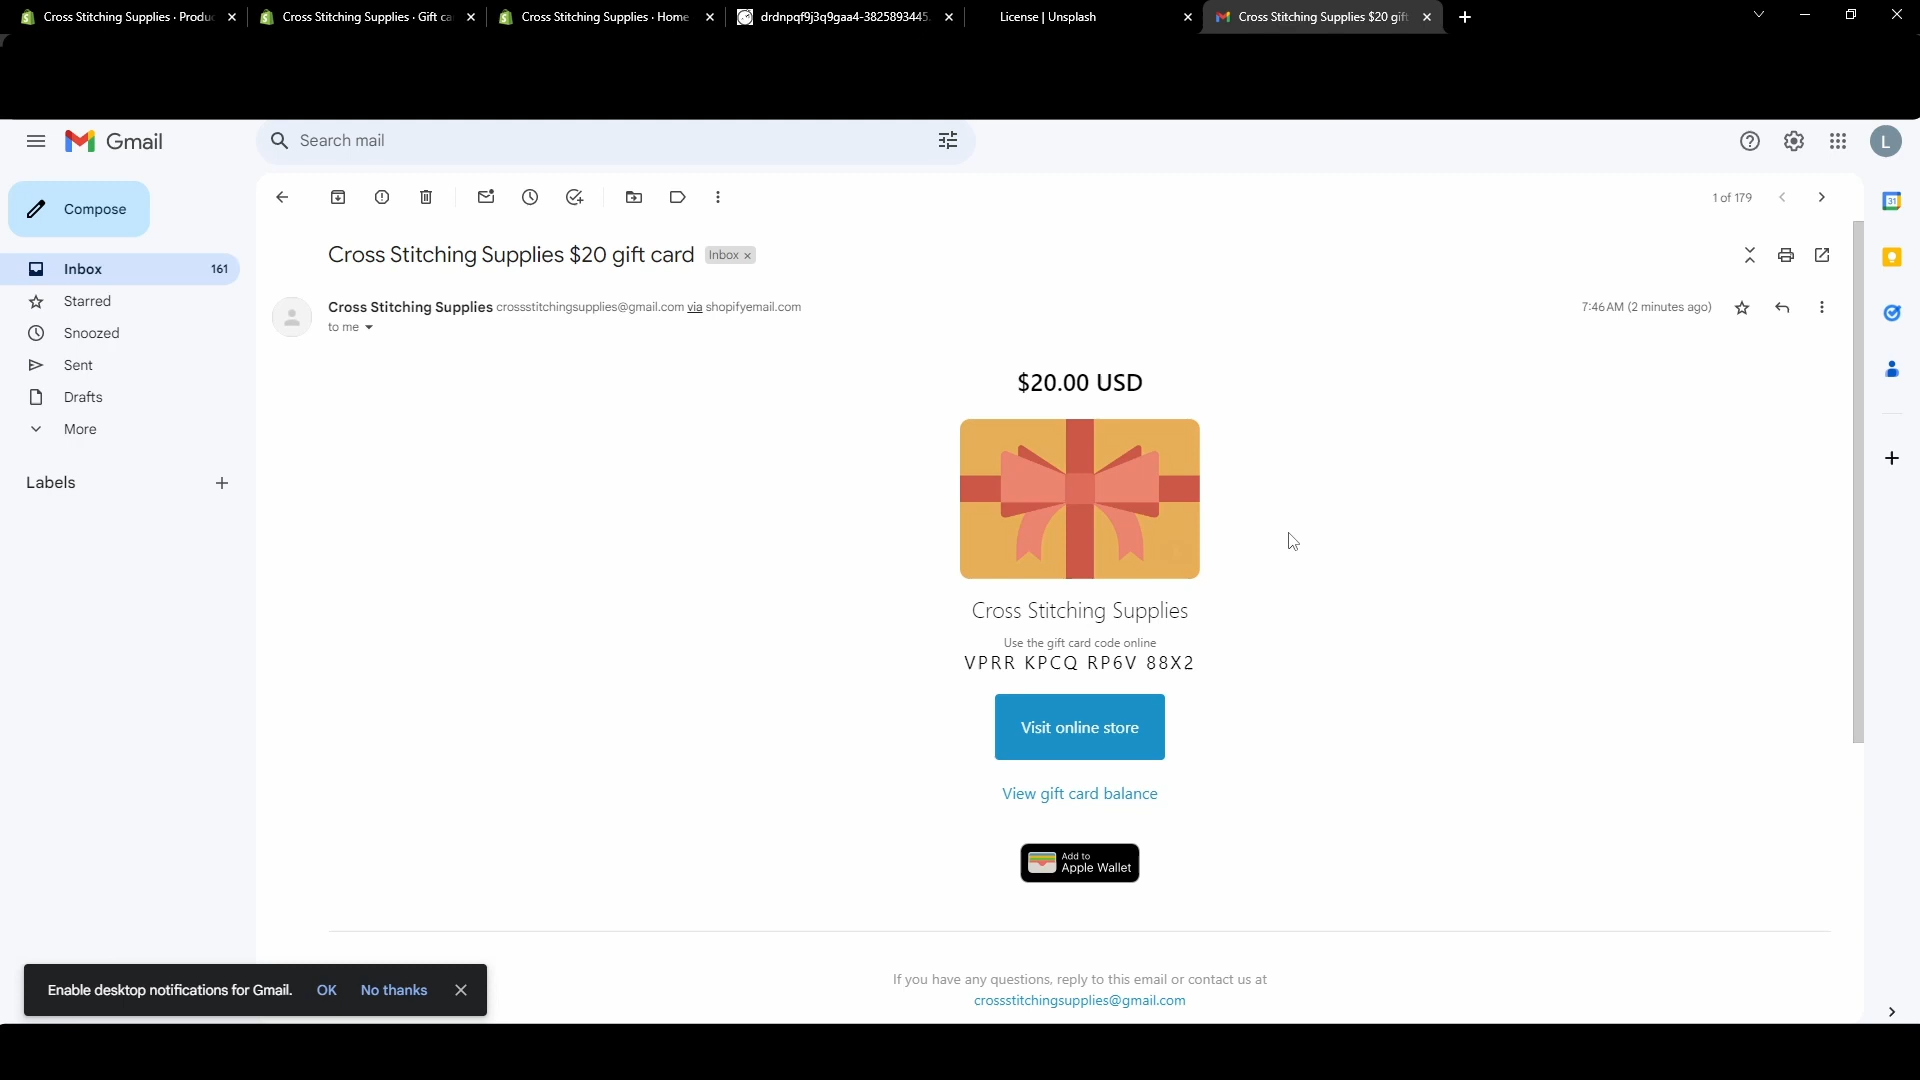 Cross Stitching Supplies · Produc
Cross Stitching Supplies · Gift ca
Cross Stitching Supplies · Home
drdnpqf9j3q9gaa4-3825893445.
License | Unsplash
Cross Stitching Supplies $20 gift
Gmail
Search mail
L
Compose
1 of 179
31
Cross Stitching Supplies $20 gift card
Inbox ×
Inbox
161
Starred
Snoozed
Sent
Drafts
More
Labels
Cross Stitching Supplies crossstitchingsupplies@gmail.com via shopifyemail.com
7:46 AM (2 minutes ago)
to me
$20.00 USD
Cross Stitching Supplies
Use the gift card code online
VPRR KPCQ RP6V 88X2
Visit online store
View gift card balance
Add to
Apple Wallet
If you have any questions, reply to this email or contact us at
crossstitchingsupplies@gmail.com
Enable desktop notifications for Gmail.
OK
No thanks